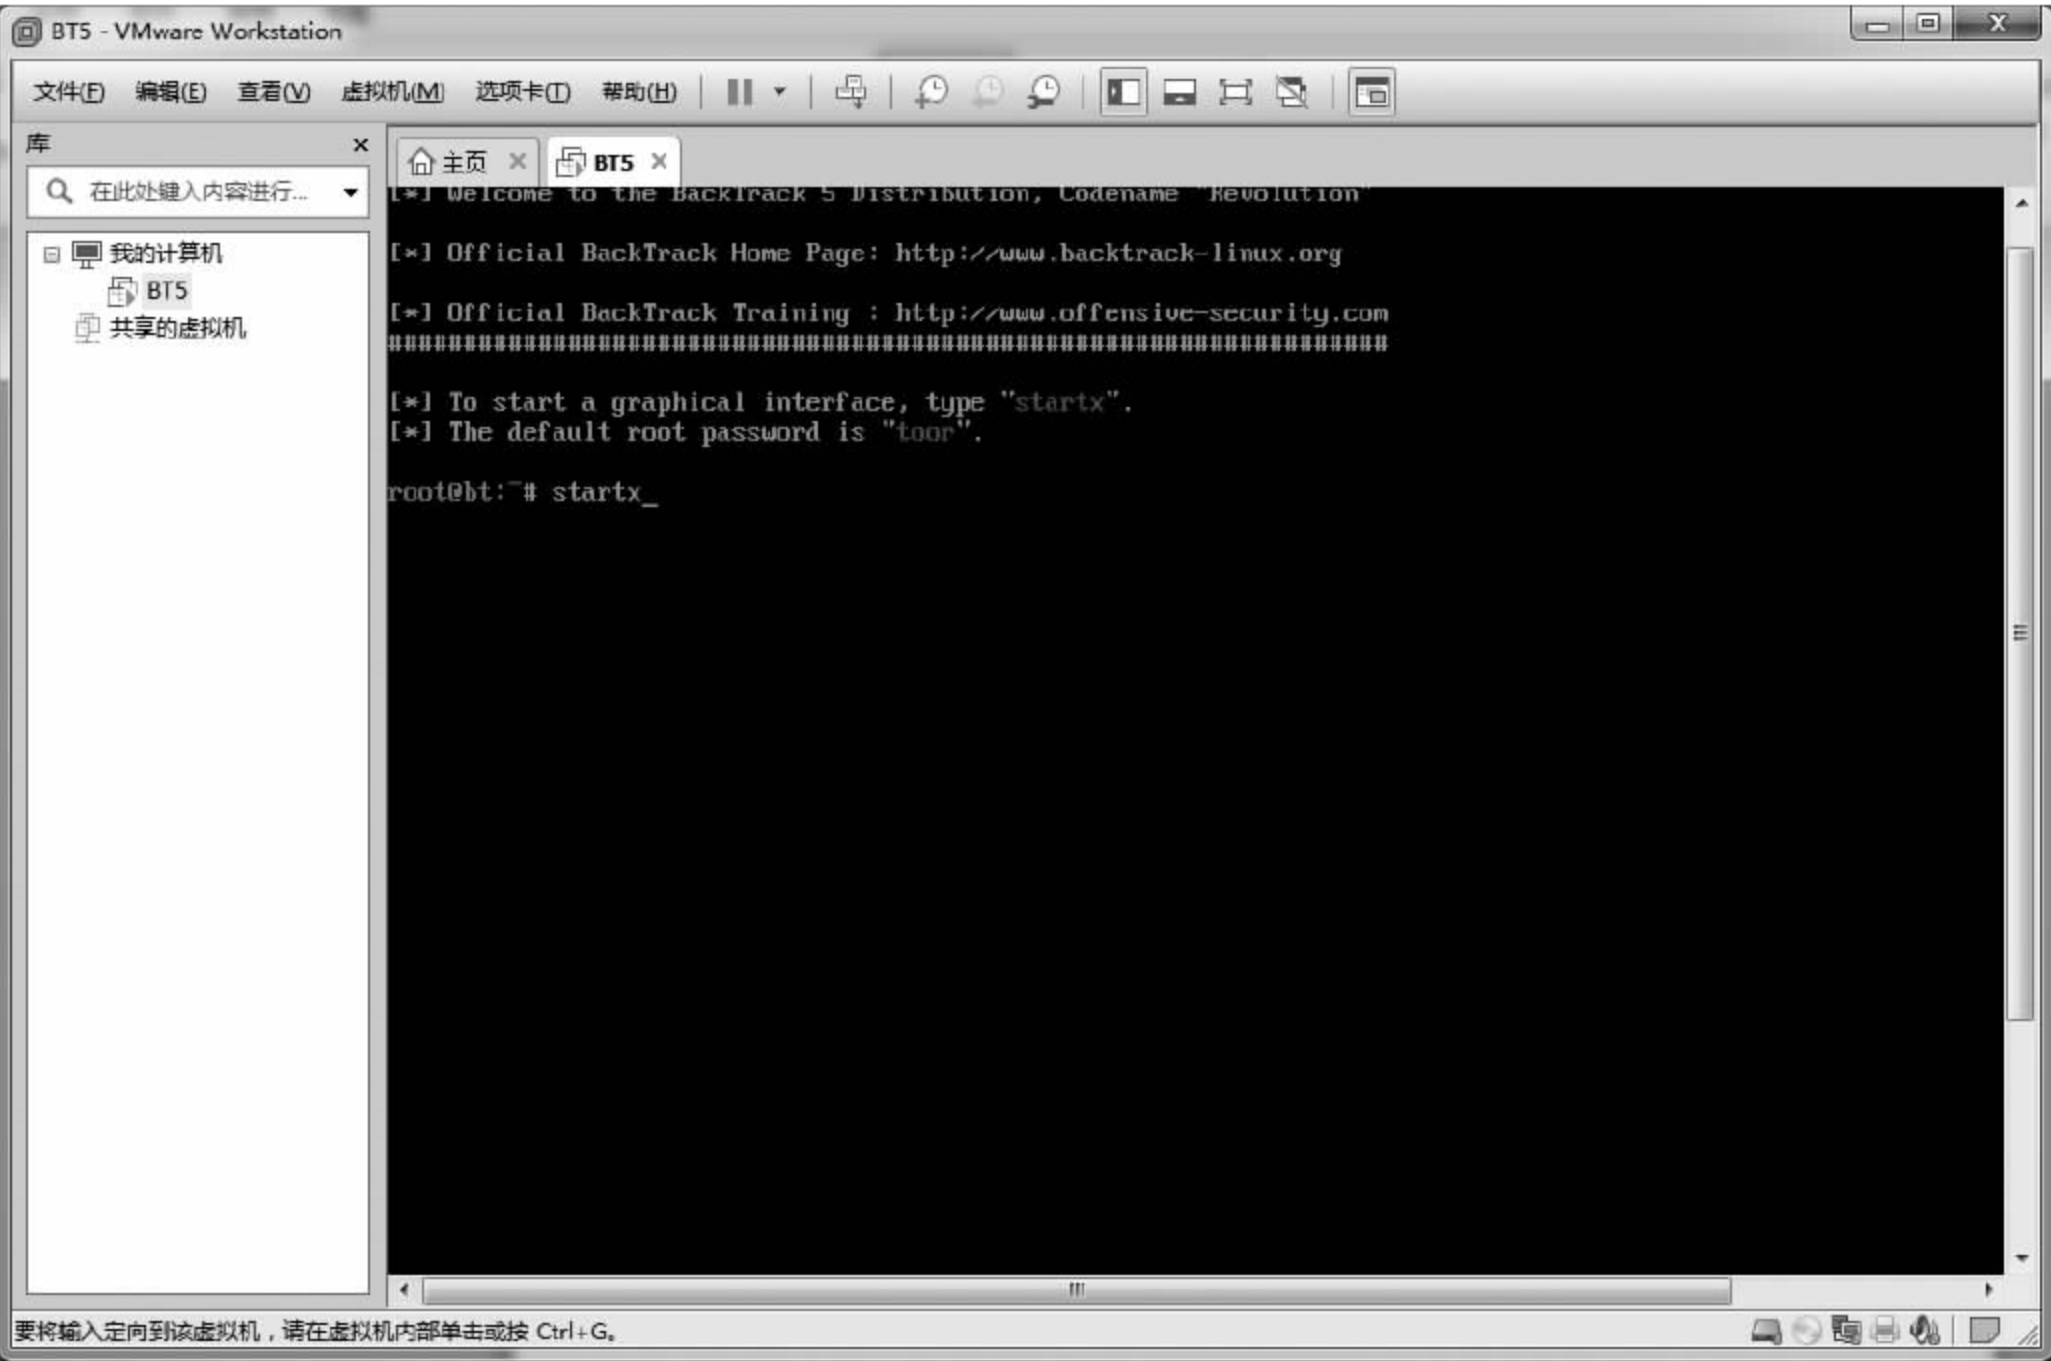 BT5 - VMware Workstation
文件(F) 编辑(E) 查看(V) 虚拟机(M) 选项卡(T) 帮助(H)
库
在此处键入内容进行...
我的计算机
BT5
共享的虚拟机
主页 BT5
[*] Welcome to the BackTrack 5 Distribution, Codename "Revolution"
[*] Official BackTrack Home Page: http://www.backtrack-linux.org
[*] Official BackTrack Training : http://www.offensive-security.com
###################################################################
[*] To start a graphical interface, type "startx".
[*] The default root password is "toor".
root@bt:~# startx_
要将输入定向到该虚拟机，请在虚拟机内部单击或按 Ctrl+G。